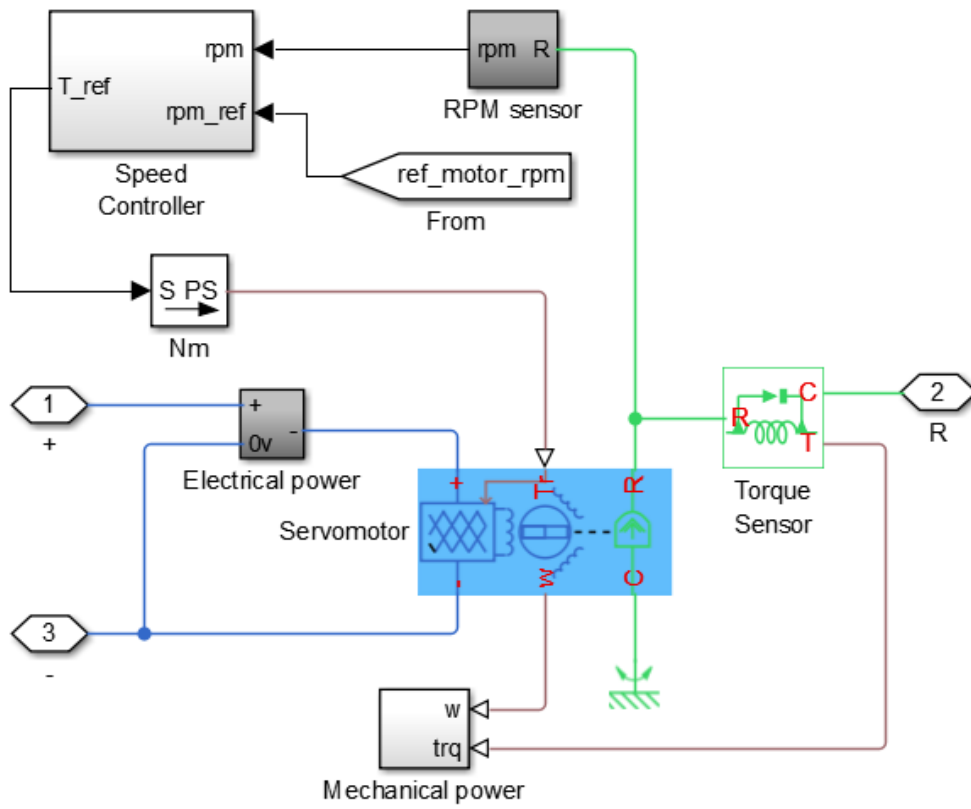 rpm
T_ref
rpm_ref
Speed
Controller
rpm R
RPM sensor
ref_motor_rpm
From
S PS
Nm
1
+
+
0v
-
Electrical power
3
-
Servomotor
+
-
Tr
W
R
C
R
C
T
Torque
Sensor
2
R
w
trq
Mechanical power